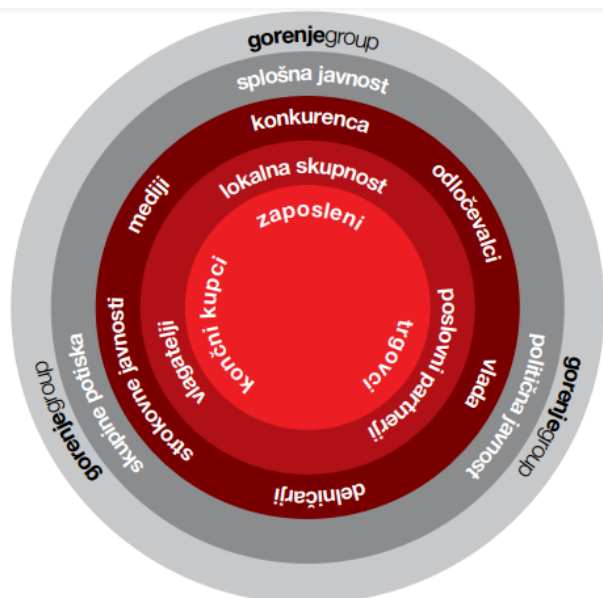 gorenjegroup
splošna javnost
konkurenca
lokalna skupnost
zaposleni
mediji
odločevalci
končni kupci
trgovci
vlagatelji
poslovni partnerji
strokovne javnosti
vlada
skupine potiska
politična javnost
gorenjegroup
gorenjegroup
delničarji